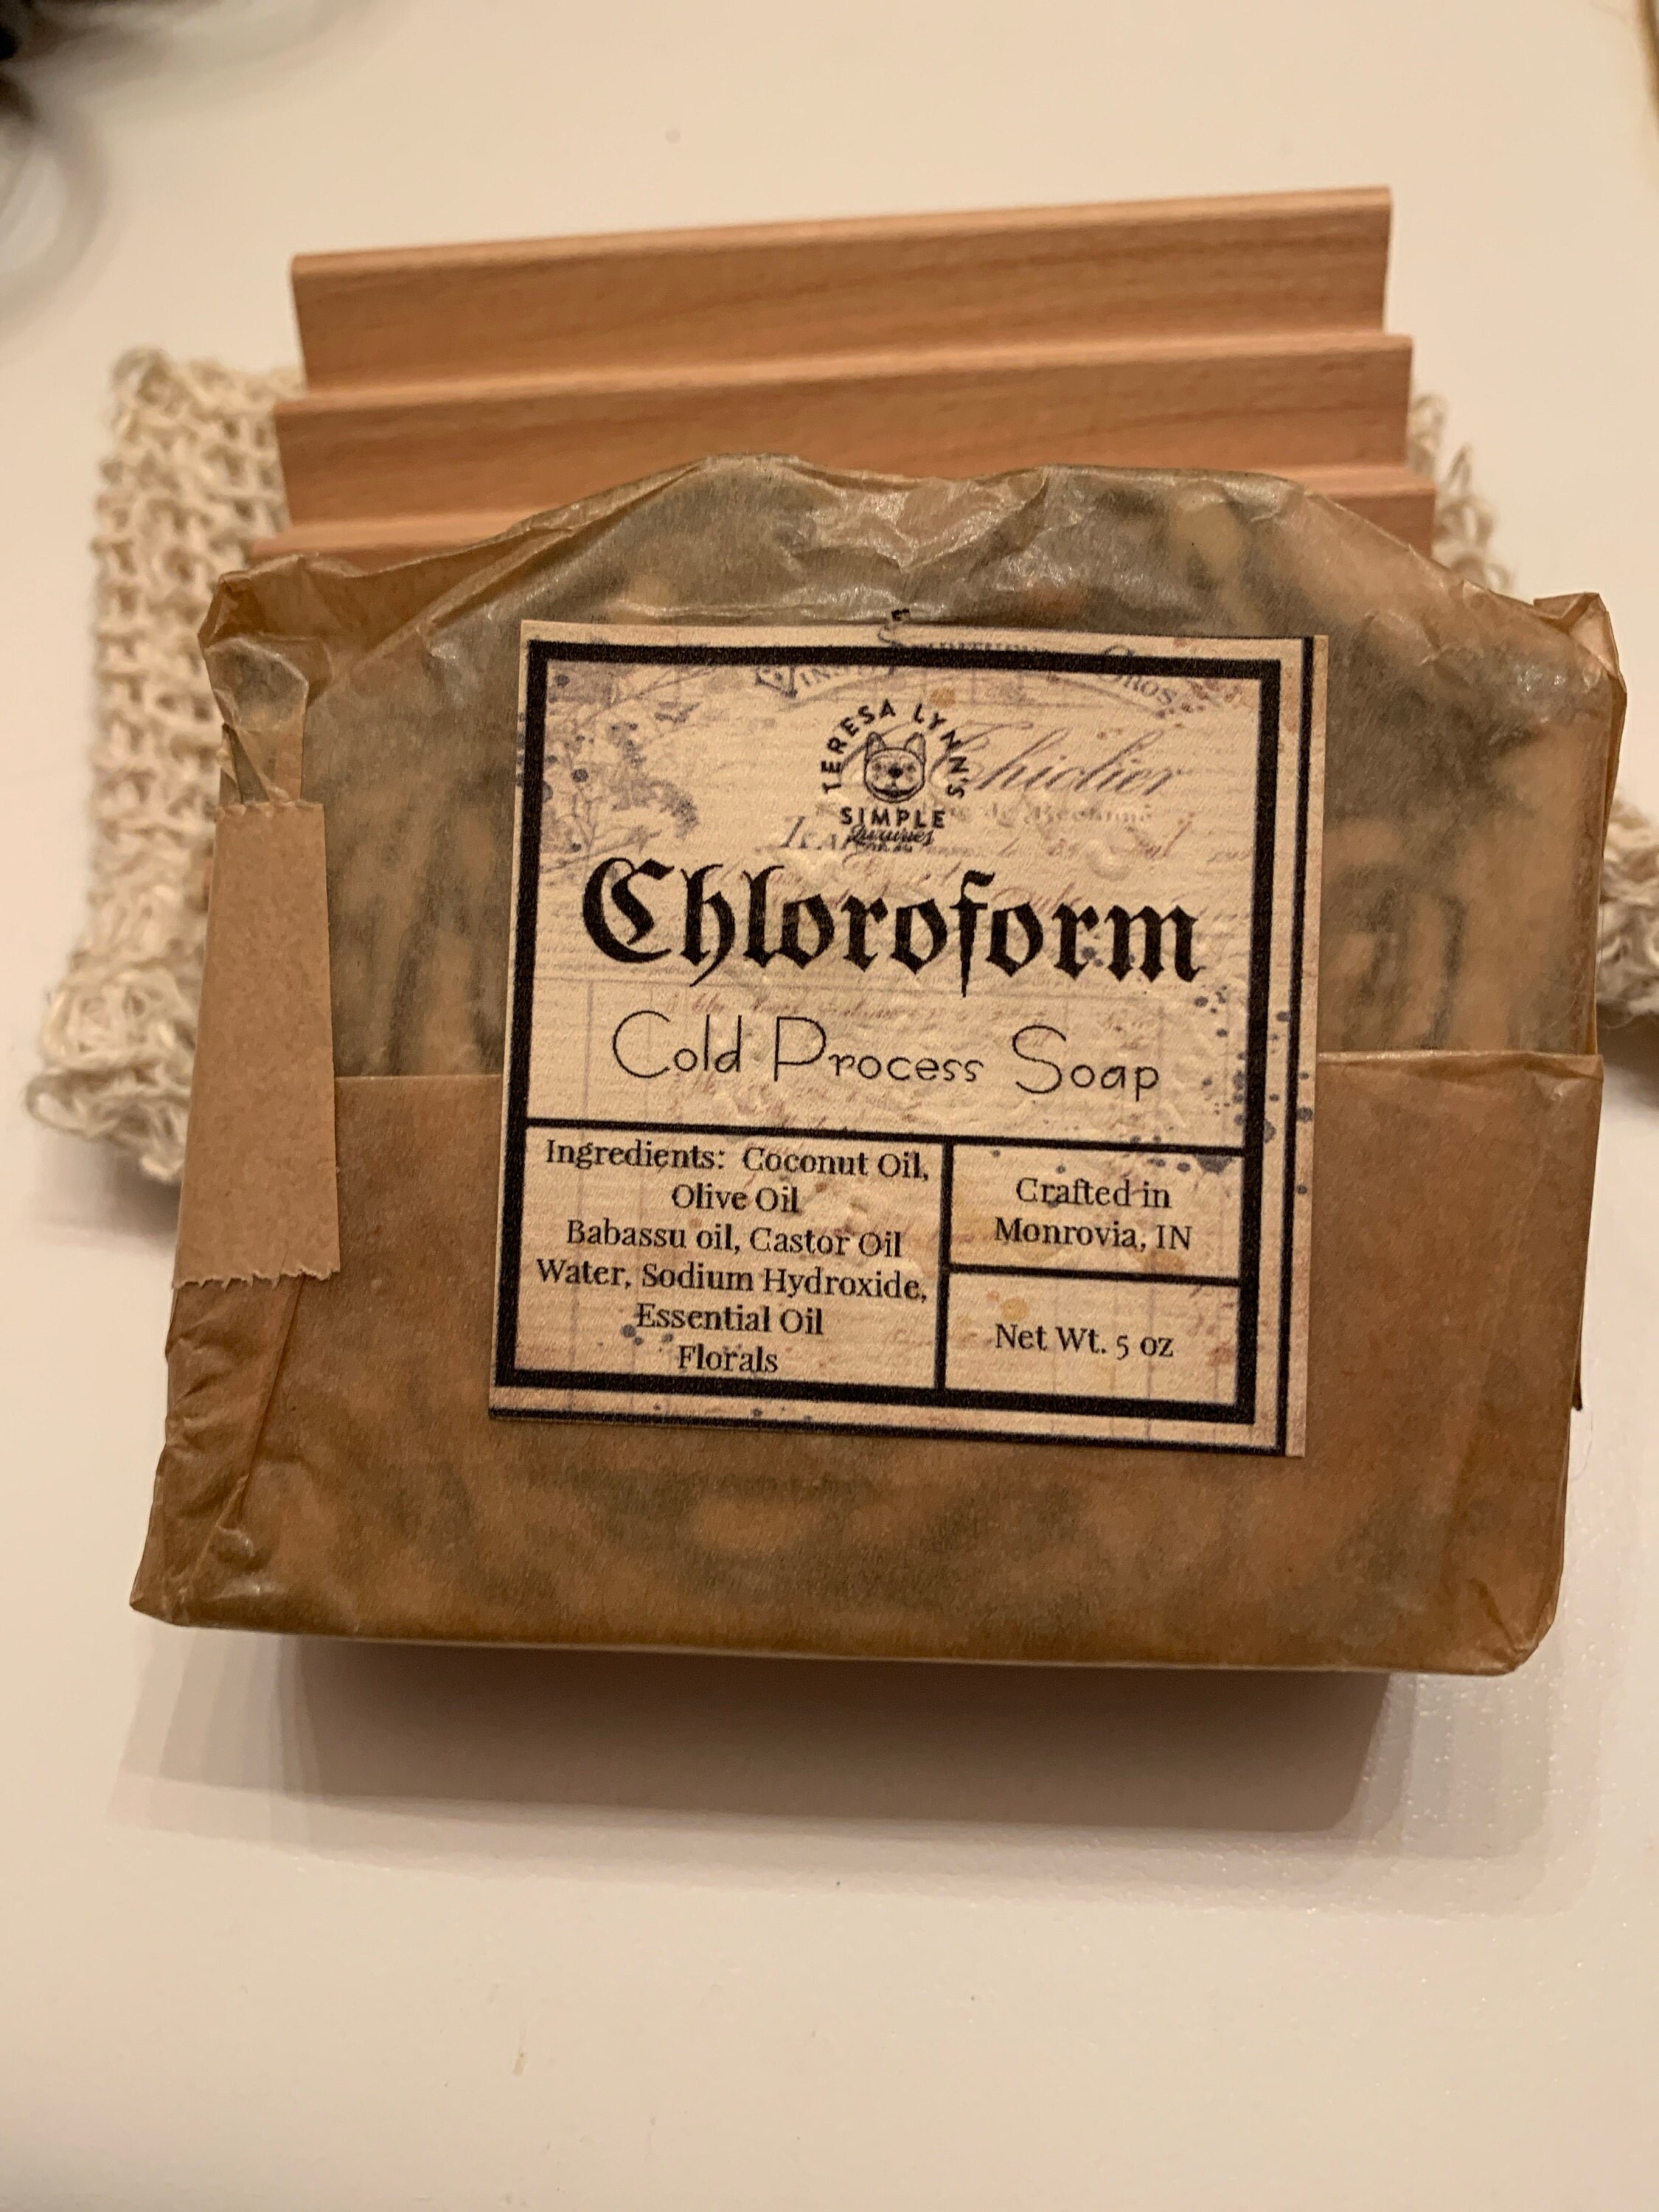 TERESA LYNN'S
SIMPLE
Luxuries
Chloroform
Cold Process Soap
Ingredients: Coconut Oil,
Olive Oil
Babassu oil, Castor Oil
Water, Sodium Hydroxide,
Essential Oil
Florals
Crafted in
Monrovia, IN
Net Wt. 5 oz